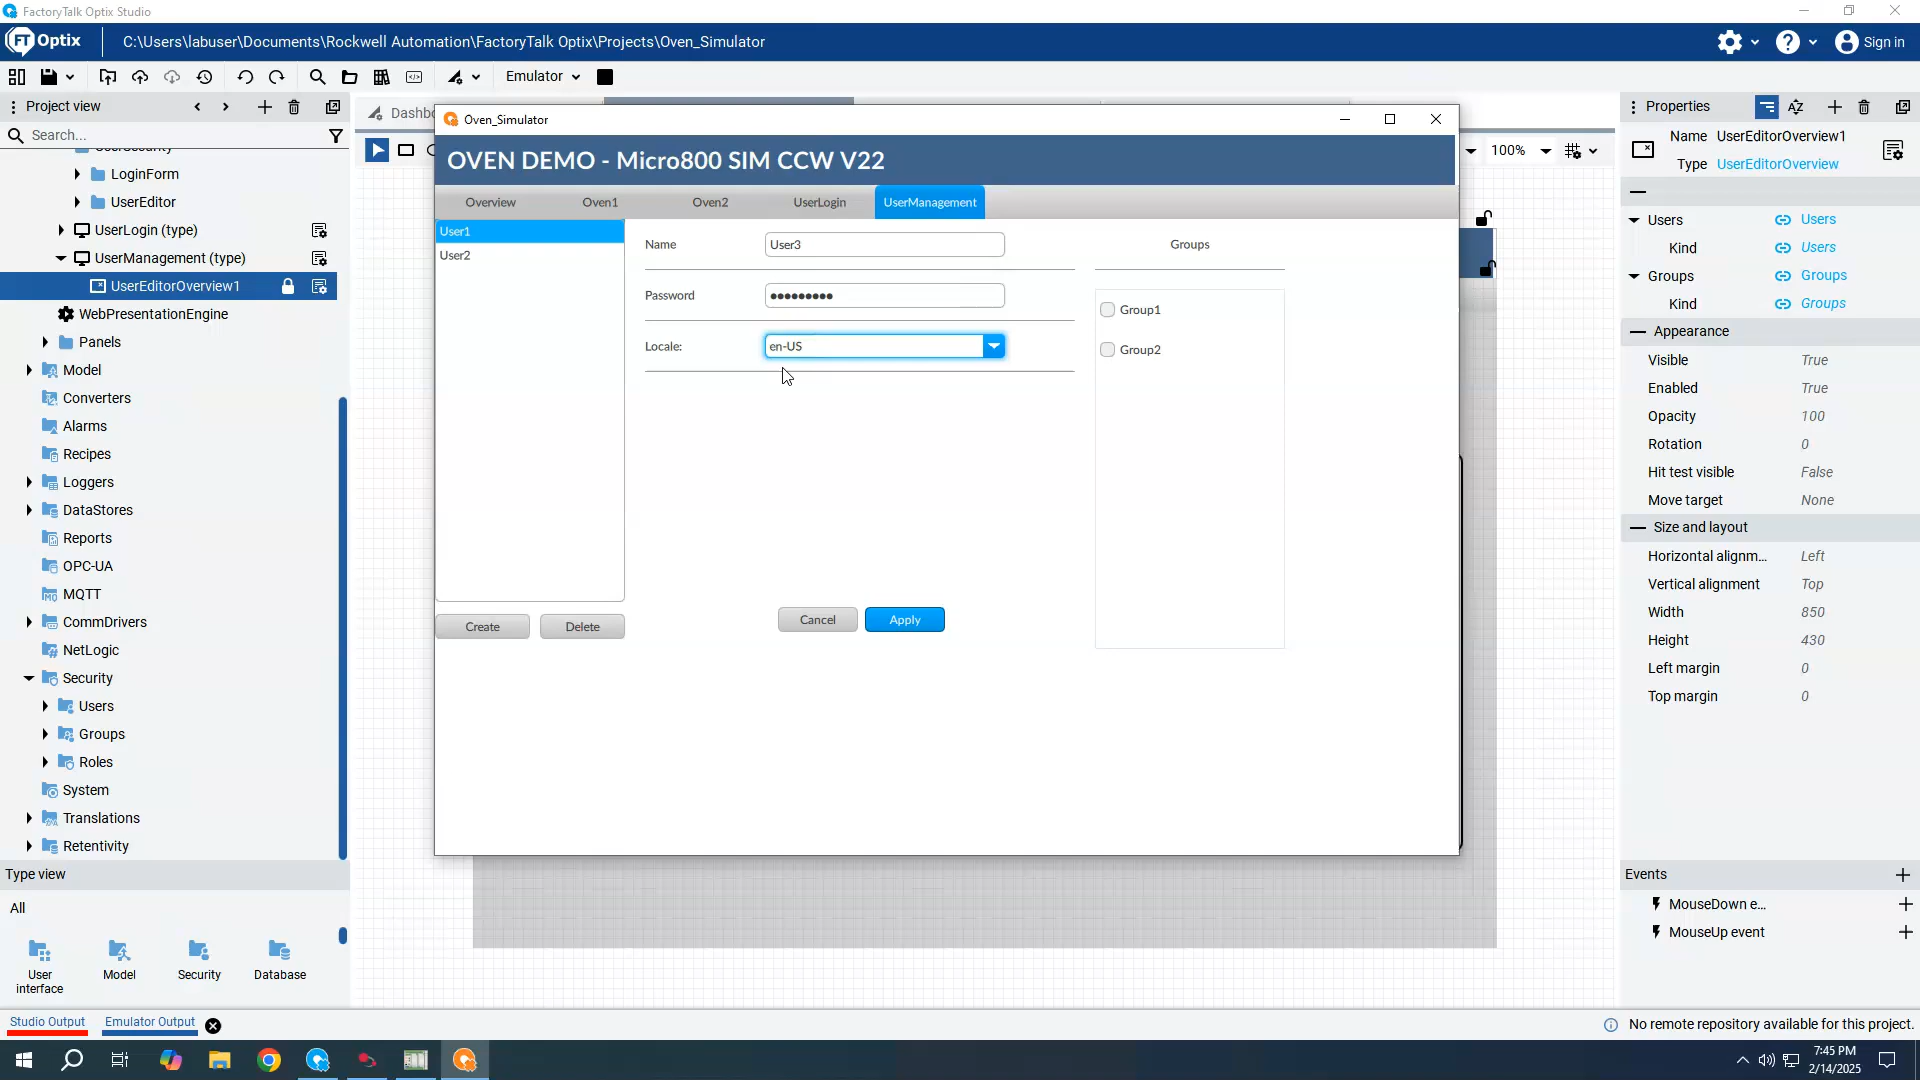 FactoryTalk Optix Studio
FT Optix
C:\Users\labuser\Documents\Rockwell Automation\FactoryTalk Optix\Projects\Oven_Simulator
Sign in
Emulator
Project view
Search...
LoginForm
UserEditor
UserLogin (type)
UserManagement (type)
UserEditorOverview1
WebPresentationEngine
Panels
Model
Converters
Alarms
Recipes
Loggers
DataStores
Reports
OPC-UA
MQTT
CommDrivers
NetLogic
Security
Users
Groups
Roles
System
Translations
Retentivity
Type view
All
User interface
Model
Security
Database
Studio Output
Emulator Output
Oven_Simulator
OVEN DEMO - Micro800 SIM CCW V22
Overview
Oven1
Oven2
UserLogin
UserManagement
User1
User2
Create
Delete
Name
User3
Password
•••••••••
Locale:
en-US
Cancel
Apply
Groups
Group1
Group2
100%
Properties
Name UserEditorOverview1
Type UserEditorOverview
Users Users
Kind Users
Groups Groups
Kind Groups
Appearance
Visible True
Enabled True
Opacity 100
Rotation 0
Hit test visible False
Move target None
Size and layout
Horizontal alignm... Left
Vertical alignment Top
Width 850
Height 430
Left margin 0
Top margin 0
Events
MouseDown e...
MouseUp event
No remote repository available for this project.
7:45 PM
2/14/2025